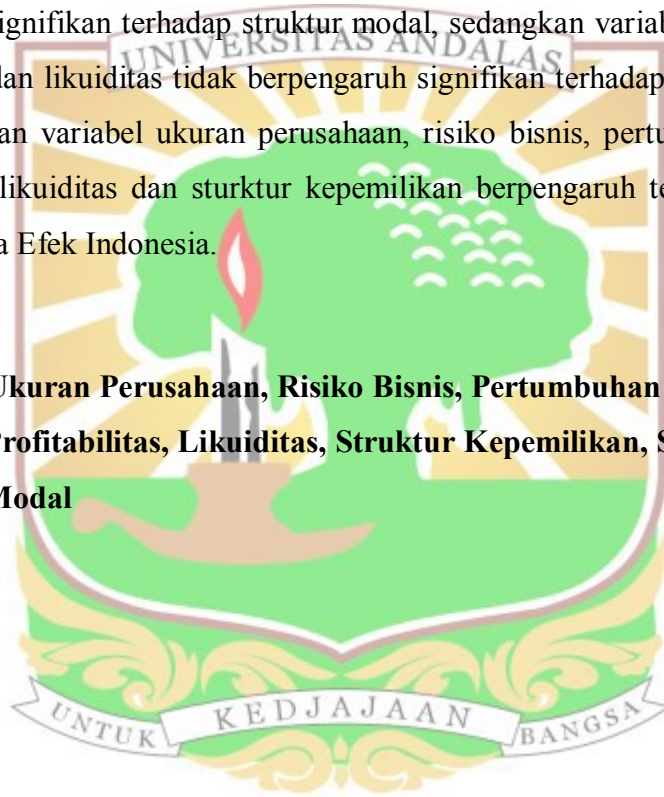 ignifikan terhadap struktur modal, sedangkan variab
UNIVERSITAS ANDALAS
dan likuiditas tidak berpengaruh signifikan terhadap
an variabel ukuran perusahaan, risiko bisnis, pertu
likuiditas dan sturktur kepemilikan berpengaruh te
a Efek Indonesia.
Ukuran Perusahaan, Risiko Bisnis, Pertumbuhan
Profitabilitas, Likuiditas, Struktur Kepemilikan, S
Modal
UNTUK KEDJAJAAN BANGSA